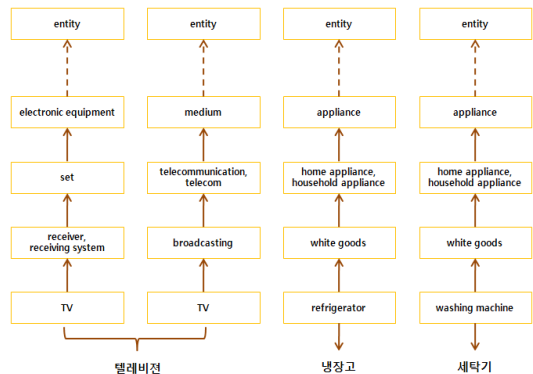 entity
entity
entity
entity
electronic equipment
medium
appliance
appliance
set
telecommunication,
telecom
home appliance,
household appliance
home appliance,
household appliance
receiver,
receiving system
broadcasting
white goods
white goods
TV
TV
refrigerator
washing machine
텔레비젼
냉장고
세탁기